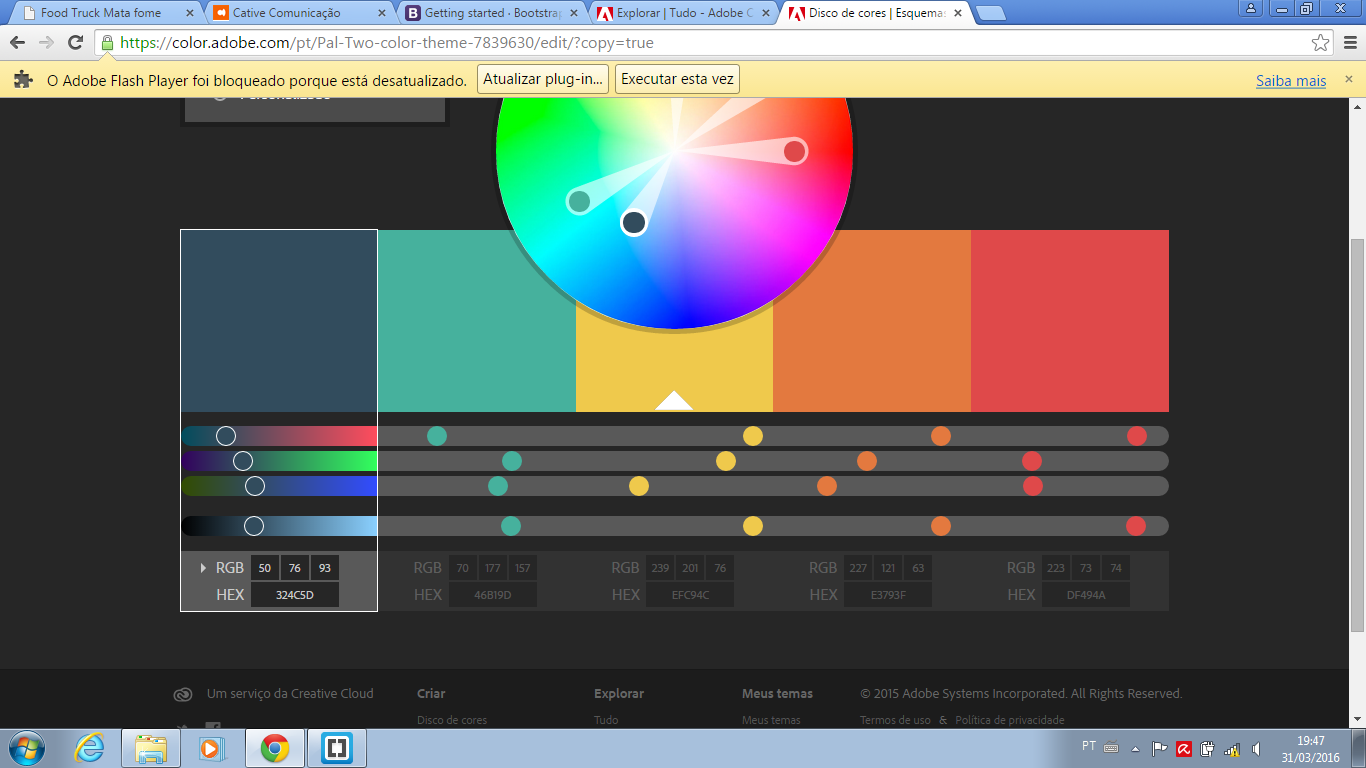 Food Truck Mata fome
Cative Comunicação
Getting started · Bootstrap
Explorar | Tudo - Adobe C
Disco de cores | Esquemas
https://color.adobe.com/pt/Pal-Two-color-theme-7839630/edit/?copy=true
O Adobe Flash Player foi bloqueado porque está desatualizado. Atualizar plug-in... Executar esta vez Saiba mais
Personalizado
RGB 50 76 93 RGB 70 177 157 RGB 239 201 76 RGB 227 121 63 RGB 223 73 74
HEX 324C5D HEX 46B19D HEX EFC94C HEX E3793F HEX DF494A
Um serviço da Creative Cloud Criar Explorar Meus temas © 2015 Adobe Systems Incorporated. All Rights Reserved.
Disco de cores Tudo Meus temas Termos de uso & Política de privacidade
PT 19:47
31/03/2016